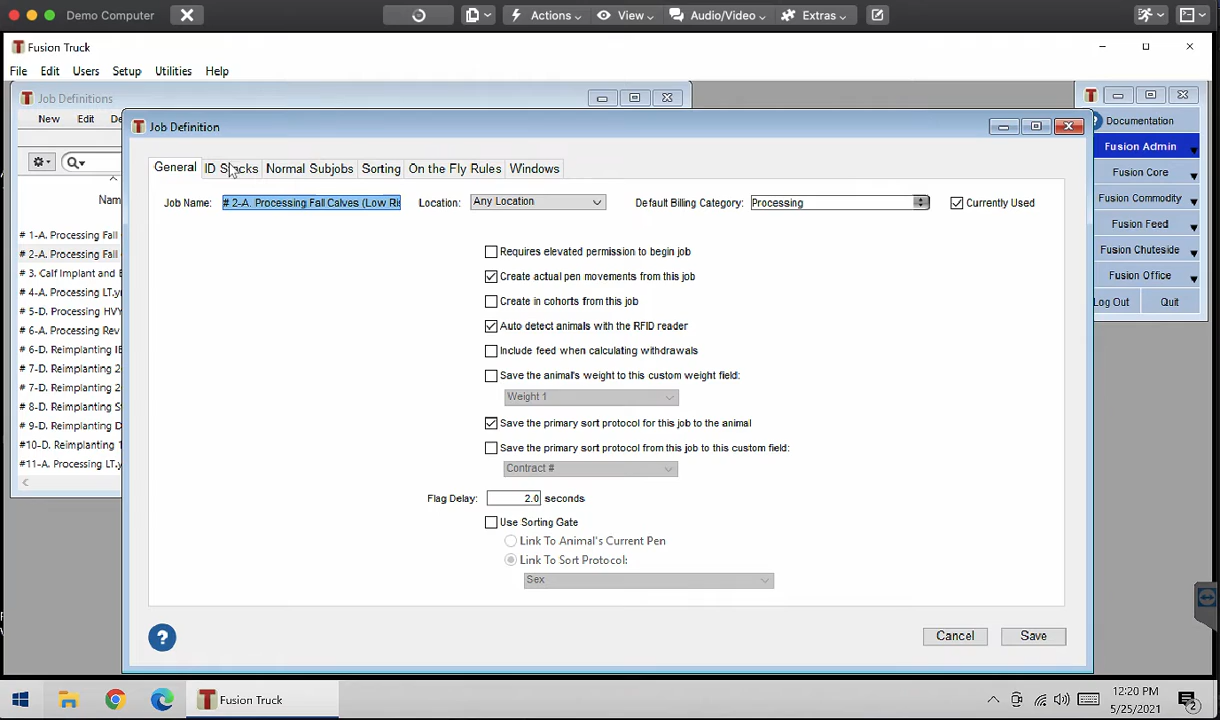 Demo Computer
Actions
View
Audio/Video
Extras
Fusion Truck
File Edit Users Setup Utilities Help
Job Definitions
New Edit De
Job Definition
Documentation
General ID Stacks Normal Subjobs Sorting On the Fly Rules Windows
Fusion Admin
Fusion Core
Fusion Commodity
Fusion Feed
Fusion Chuteside
Fusion Office
Log Out Quit
Nam
# 1-A. Processing Fall
# 2-A. Processing Fall
# 3. Calf Implant and B
# 4-A. Processing LT.yr
# 5-D. Processing HVY
# 6-A. Processing Rev
# 6-D. Reimplanting IB
# 7-D. Reimplanting 2
# 7-D. Reimplanting 2
# 8-D. Reimplanting S
# 9-D. Reimplanting D
#10-D. Reimplanting 1
#11-A. Processing LT.yr
Job Name: # 2-A. Processing Fall Calves (Low Ris
Location: Any Location
Default Billing Category: Processing
Currently Used
Requires elevated permission to begin job
Create actual pen movements from this job
Create in cohorts from this job
Auto detect animals with the RFID reader
Include feed when calculating withdrawals
Save the animal's weight to this custom weight field:
Weight 1
Save the primary sort protocol for this job to the animal
Save the primary sort protocol from this job to this custom field:
Contract #
Flag Delay: 2.0 seconds
Use Sorting Gate
Link To Animal's Current Pen
Link To Sort Protocol:
Sex
?
Cancel Save
Fusion Truck
12:20 PM
5/25/2021
2